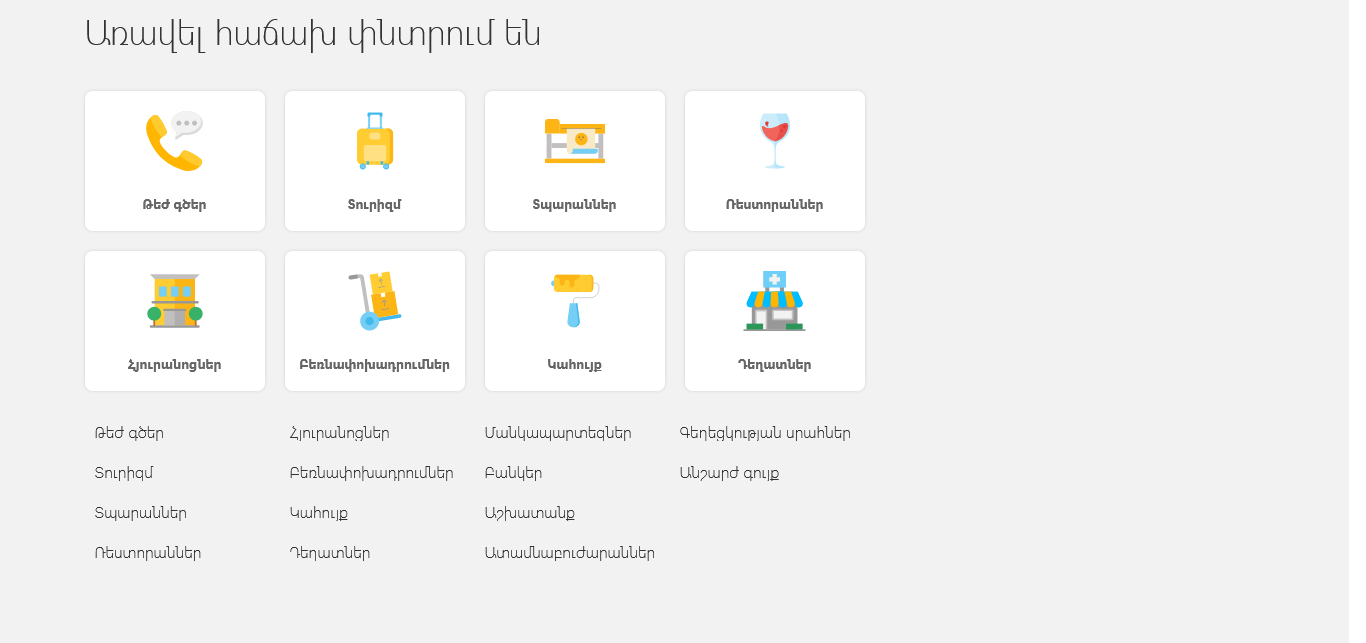 Առավել հաճախ փնտրում են
Թեժ գծեր
Տուրիզմ
Տպարաններ
Ռեստորաններ
Հյուրանոցներ
Բեռնափոխադրումներ
Կահույք
Դեղատներ
Թեժ գծեր
Հյուրանոցներ
Մանկապարտեզներ
Գեղեցկության սրահներ
Տուրիզմ
Բեռնափոխադրումներ
Բանկեր
Անշարժ գույք
Տպարաններ
Կահույք
Աշխատանք
Ռեստորաններ
Դեղատներ
Ատամնաբուժարաններ